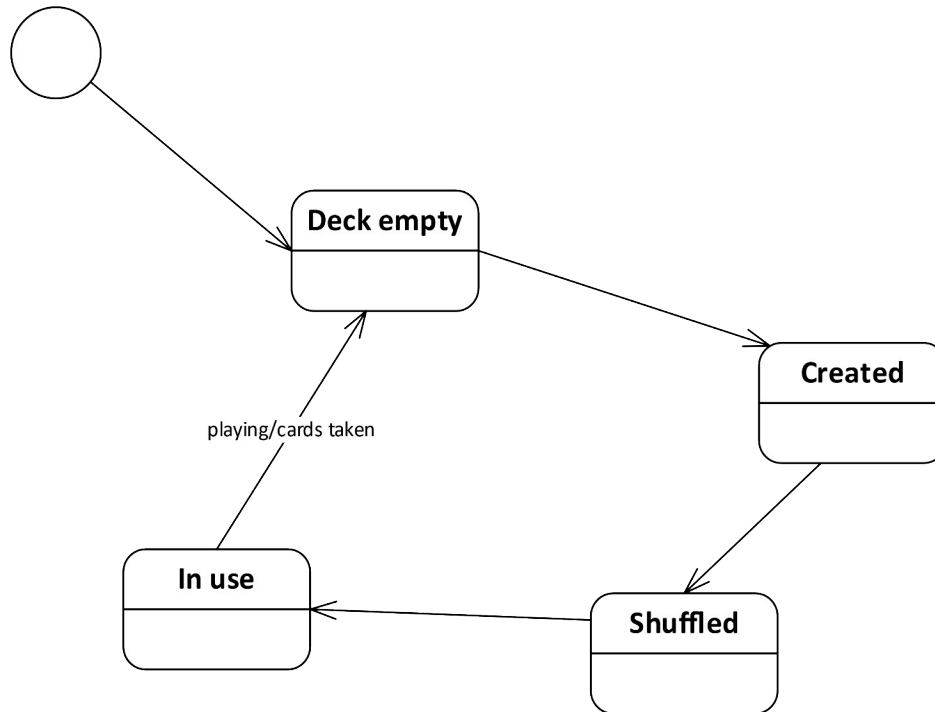 Deck empty
Created
playing/cards taken
In use
Shuffled